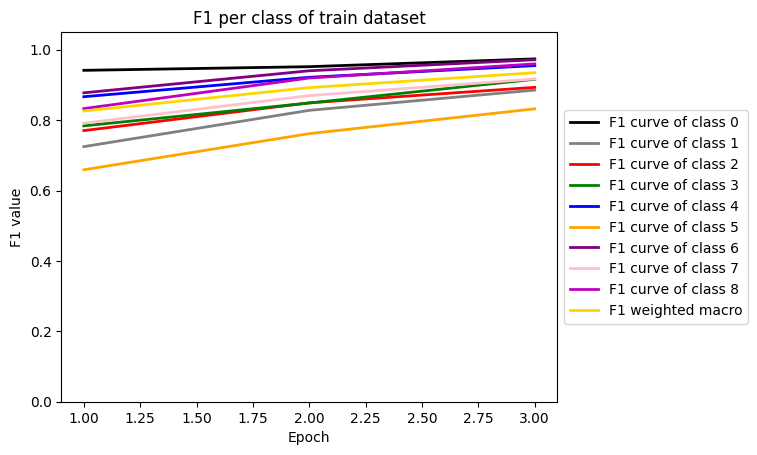 F1 per class of train dataset
1.0
0.8
0.6
0.4
0.2
0.0
F1 value
1.00 1.25 1.50 1.75 2.00 2.25 2.50 2.75 3.00
Epoch
F1 curve of class 0
F1 curve of class 1
F1 curve of class 2
F1 curve of class 3
F1 curve of class 4
F1 curve of class 5
F1 curve of class 6
F1 curve of class 7
F1 curve of class 8
F1 weighted macro